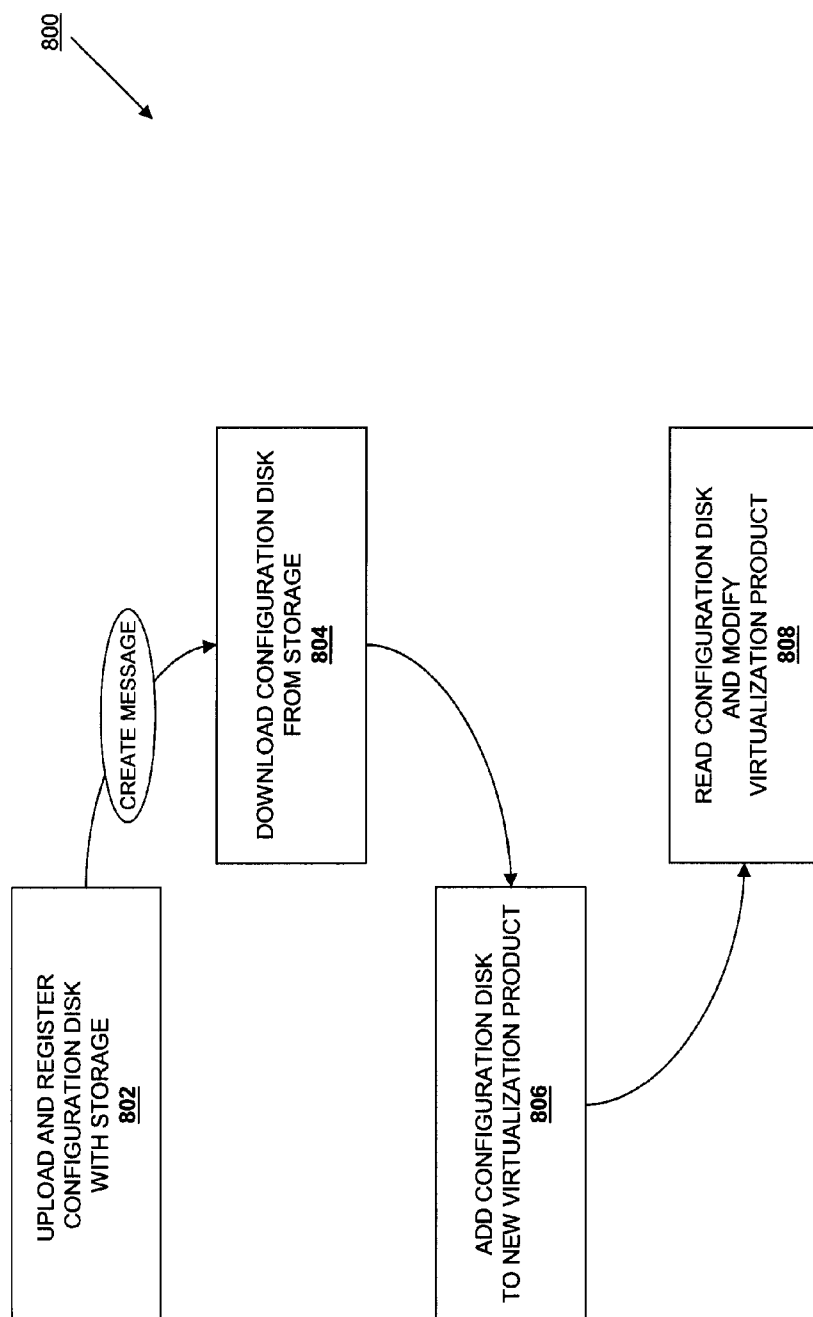 800
UPLOAD AND REGISTER
CONFIGURATION DISK
WITH STORAGE
802
CREATE MESSAGE
DOWNLOAD CONFIGURATION DISK
FROM STORAGE
804
ADD CONFIGURATION DISK
TO NEW VIRTUALIZATION PRODUCT
806
READ CONFIGURATION DISK
AND MODIFY
VIRTUALIZATION PRODUCT
808